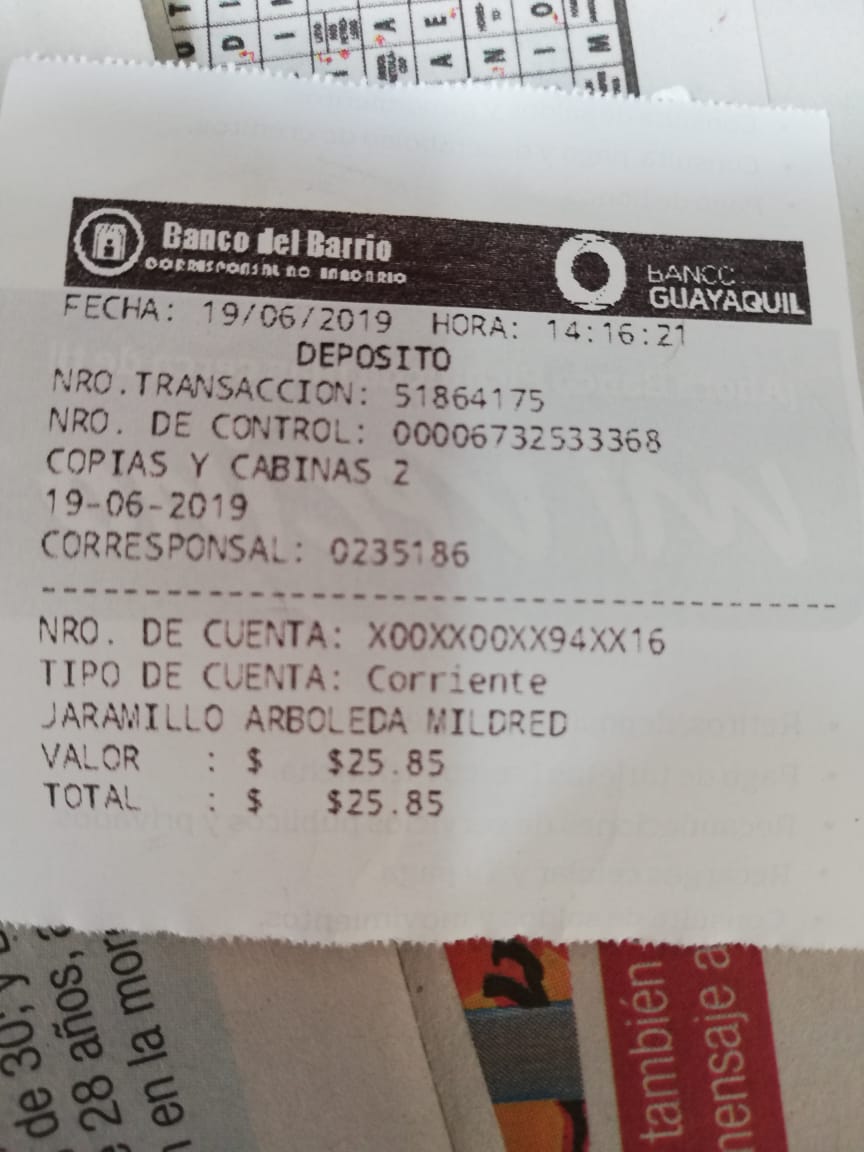 Banco del Barrio
CORRESPONSAL NO BANCARIO
BANCO
GUAYAQUIL
FECHA: 19/06/2019 HORA: 14:16:21
DEPOSITO
NRO.TRANSACCION: 51864175
NRO. DE CONTROL: 00006732533368
COPIAS Y CABINAS 2
19-06-2019
CORRESPONSAL: 0235186
NRO. DE CUENTA: X00XX00XX94XX16
TIPO DE CUENTA: Corriente
JARAMILLO ARBOLEDA MILDRED
VALOR : $ $25.85
TOTAL : $ $25.85
de 30; y
28 años,
en la
también
mensaje a